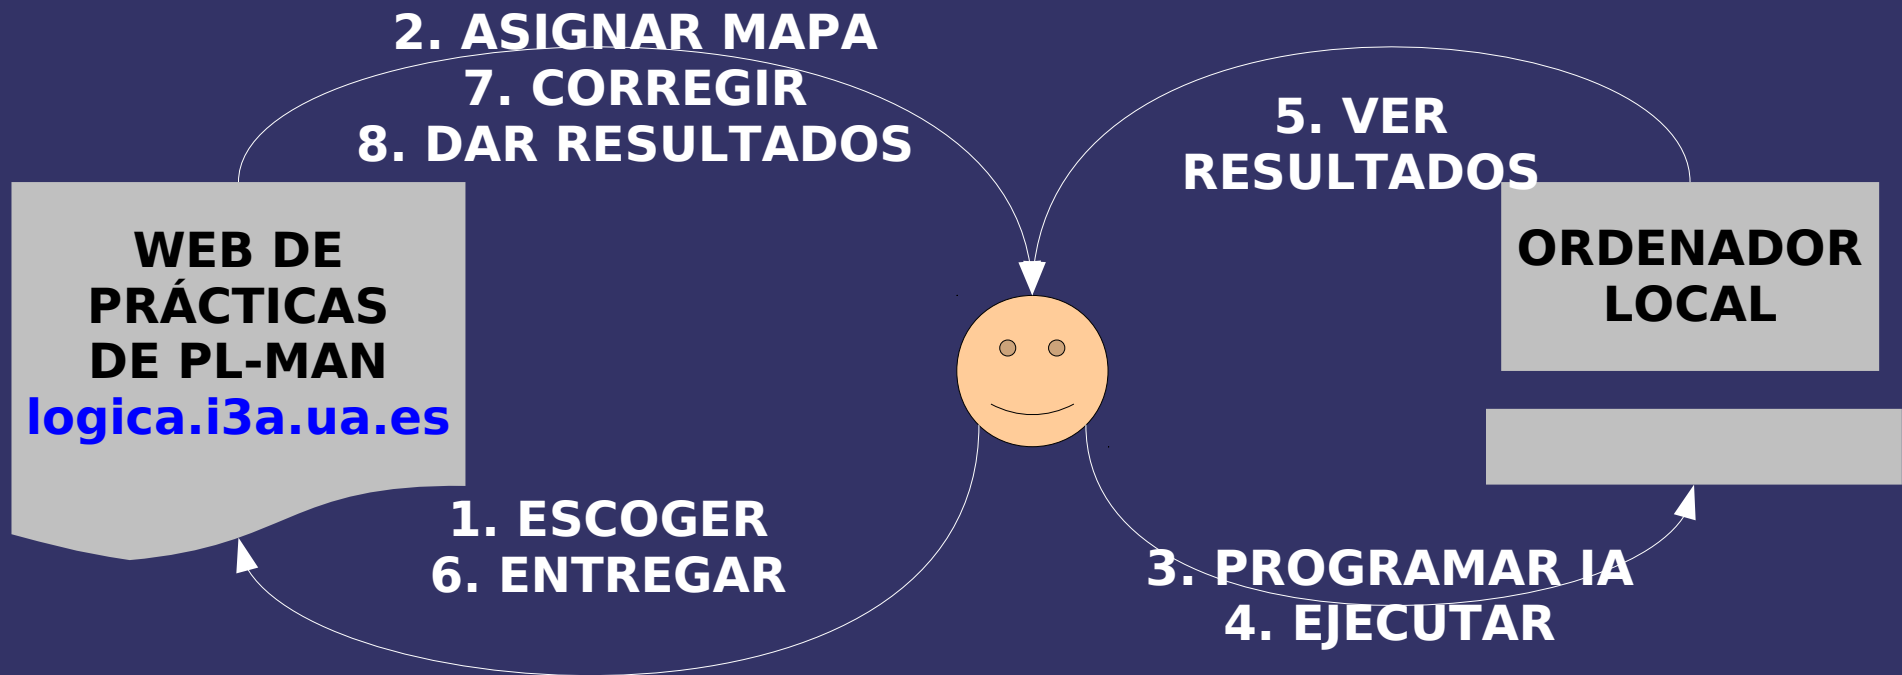 2. ASIGNAR MAPA
7. CORREGIR
8. DAR RESULTADOS
5. VER
RESULTADOS
WEB DE
PRÁCTICAS
DE PL-MAN
logica.i3a.ua.es
ORDENADOR
LOCAL
1. ESCOGER
6. ENTREGAR
3. PROGRAMAR IA
4. EJECUTAR